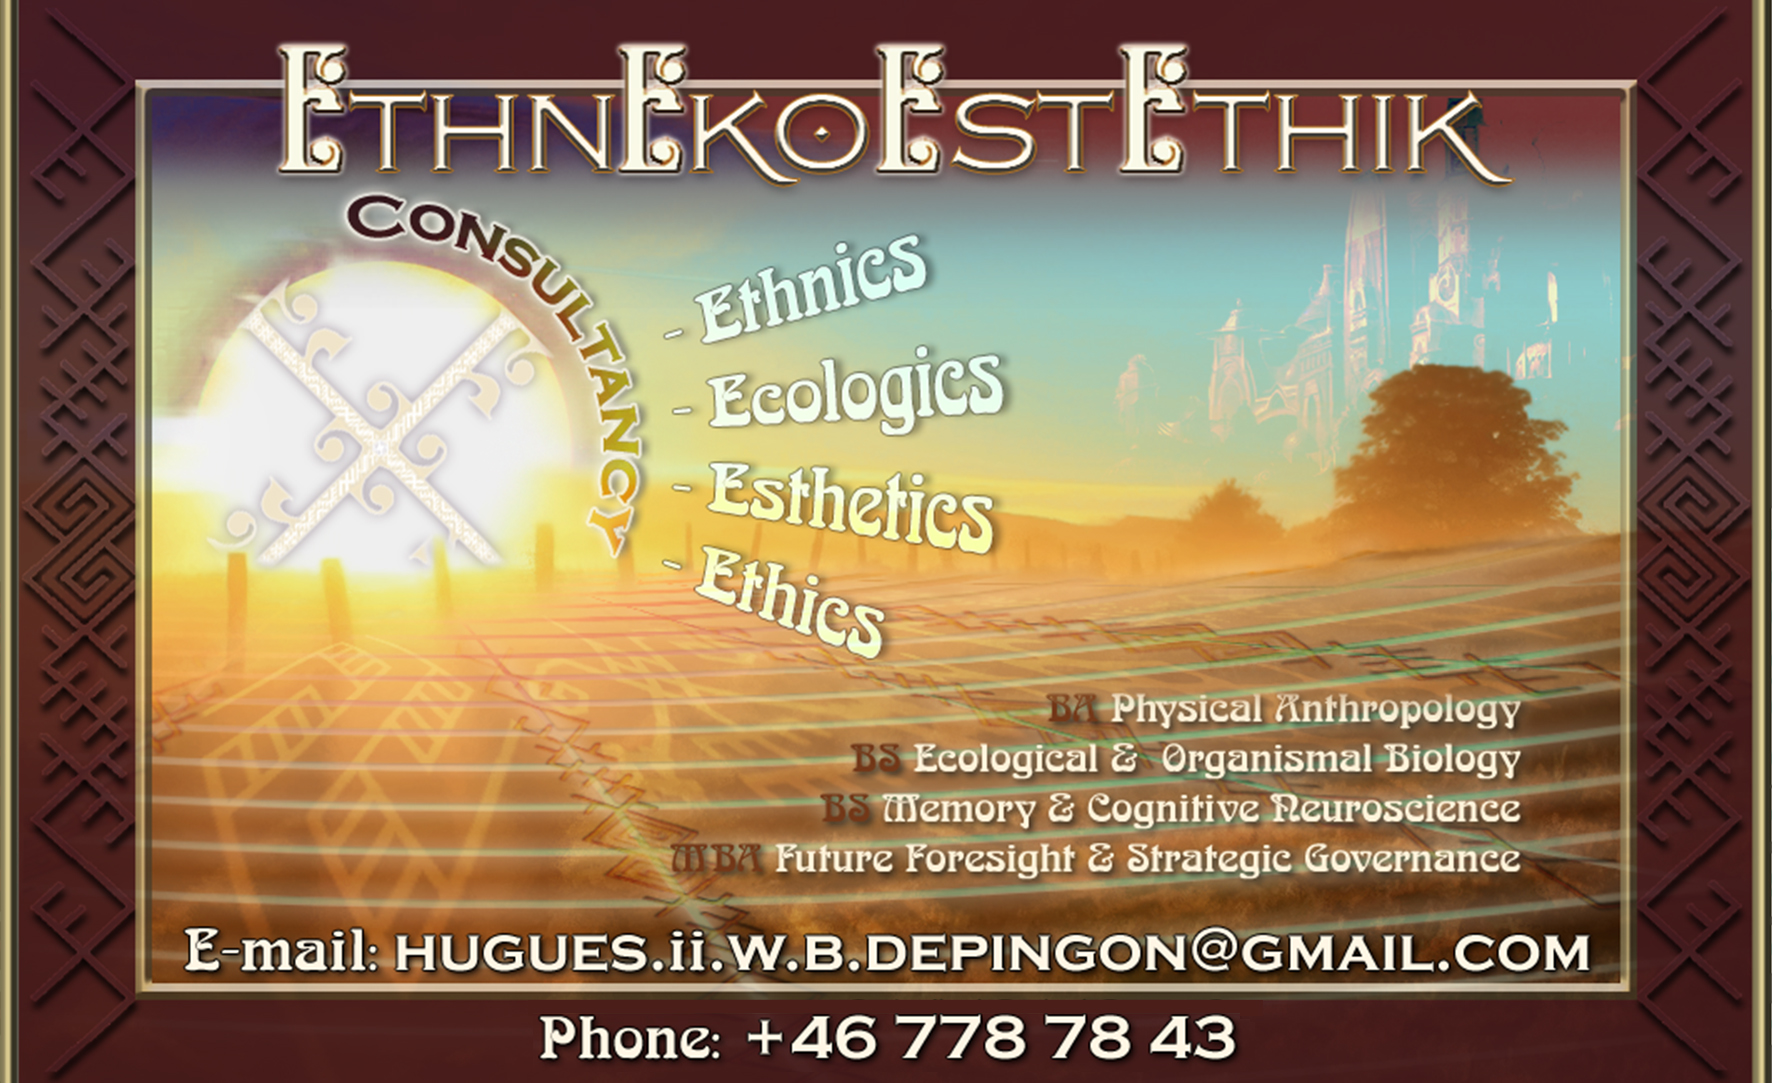 EthnEkoEstEthik
Consultancy
- Ethnics
- Ecologics
- Esthetics
- Ethics
BA Physical Anthropology
BS Ecological & Organismal Biology
BS Memory & Cognitive Neuroscience
MBA Future Foresight & Strategic Governance
E-mail: HUGUES.ii.W.B.DEPINGON@GMAIL.COM
Phone: +46 778 78 43